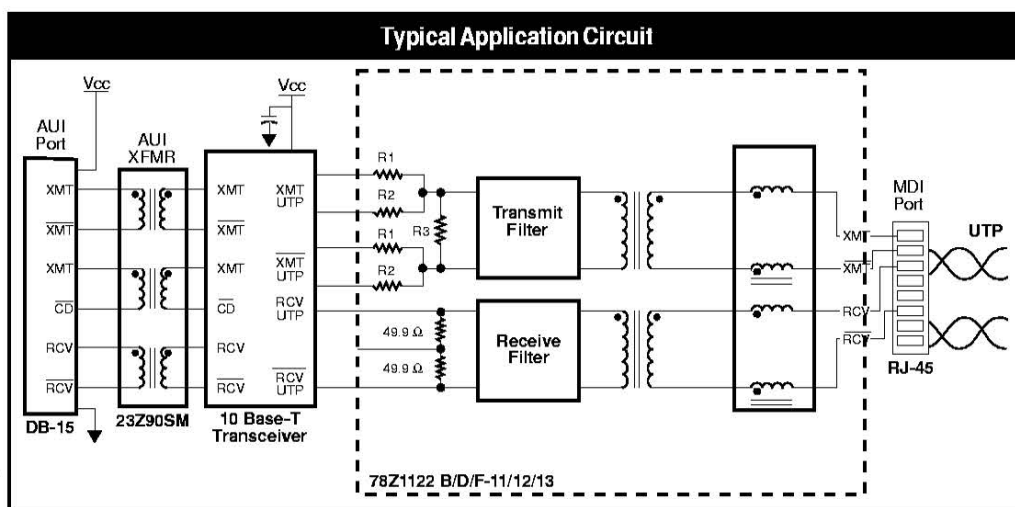 Typical Application Circuit
Vcc
Vcc
AUI
Port
AUI
XFMR
XMT
XMT
XMT
CD
RCV
RCV
DB-15
23Z90SM
XMT
XMT
XMT
CD
RCV
RCV
XMT
UTP
XMT
UTP
RCV
UTP
RCV
UTP
10 Base-T
Transceiver
R1
R2
R1
R2
R3
49.9 Ω
49.9 Ω
Transmit
Filter
Receive
Filter
XMT
XMT
RCV
RCV
MDI
Port
UTP
RJ-45
78Z1122 B/D/F-11/12/13